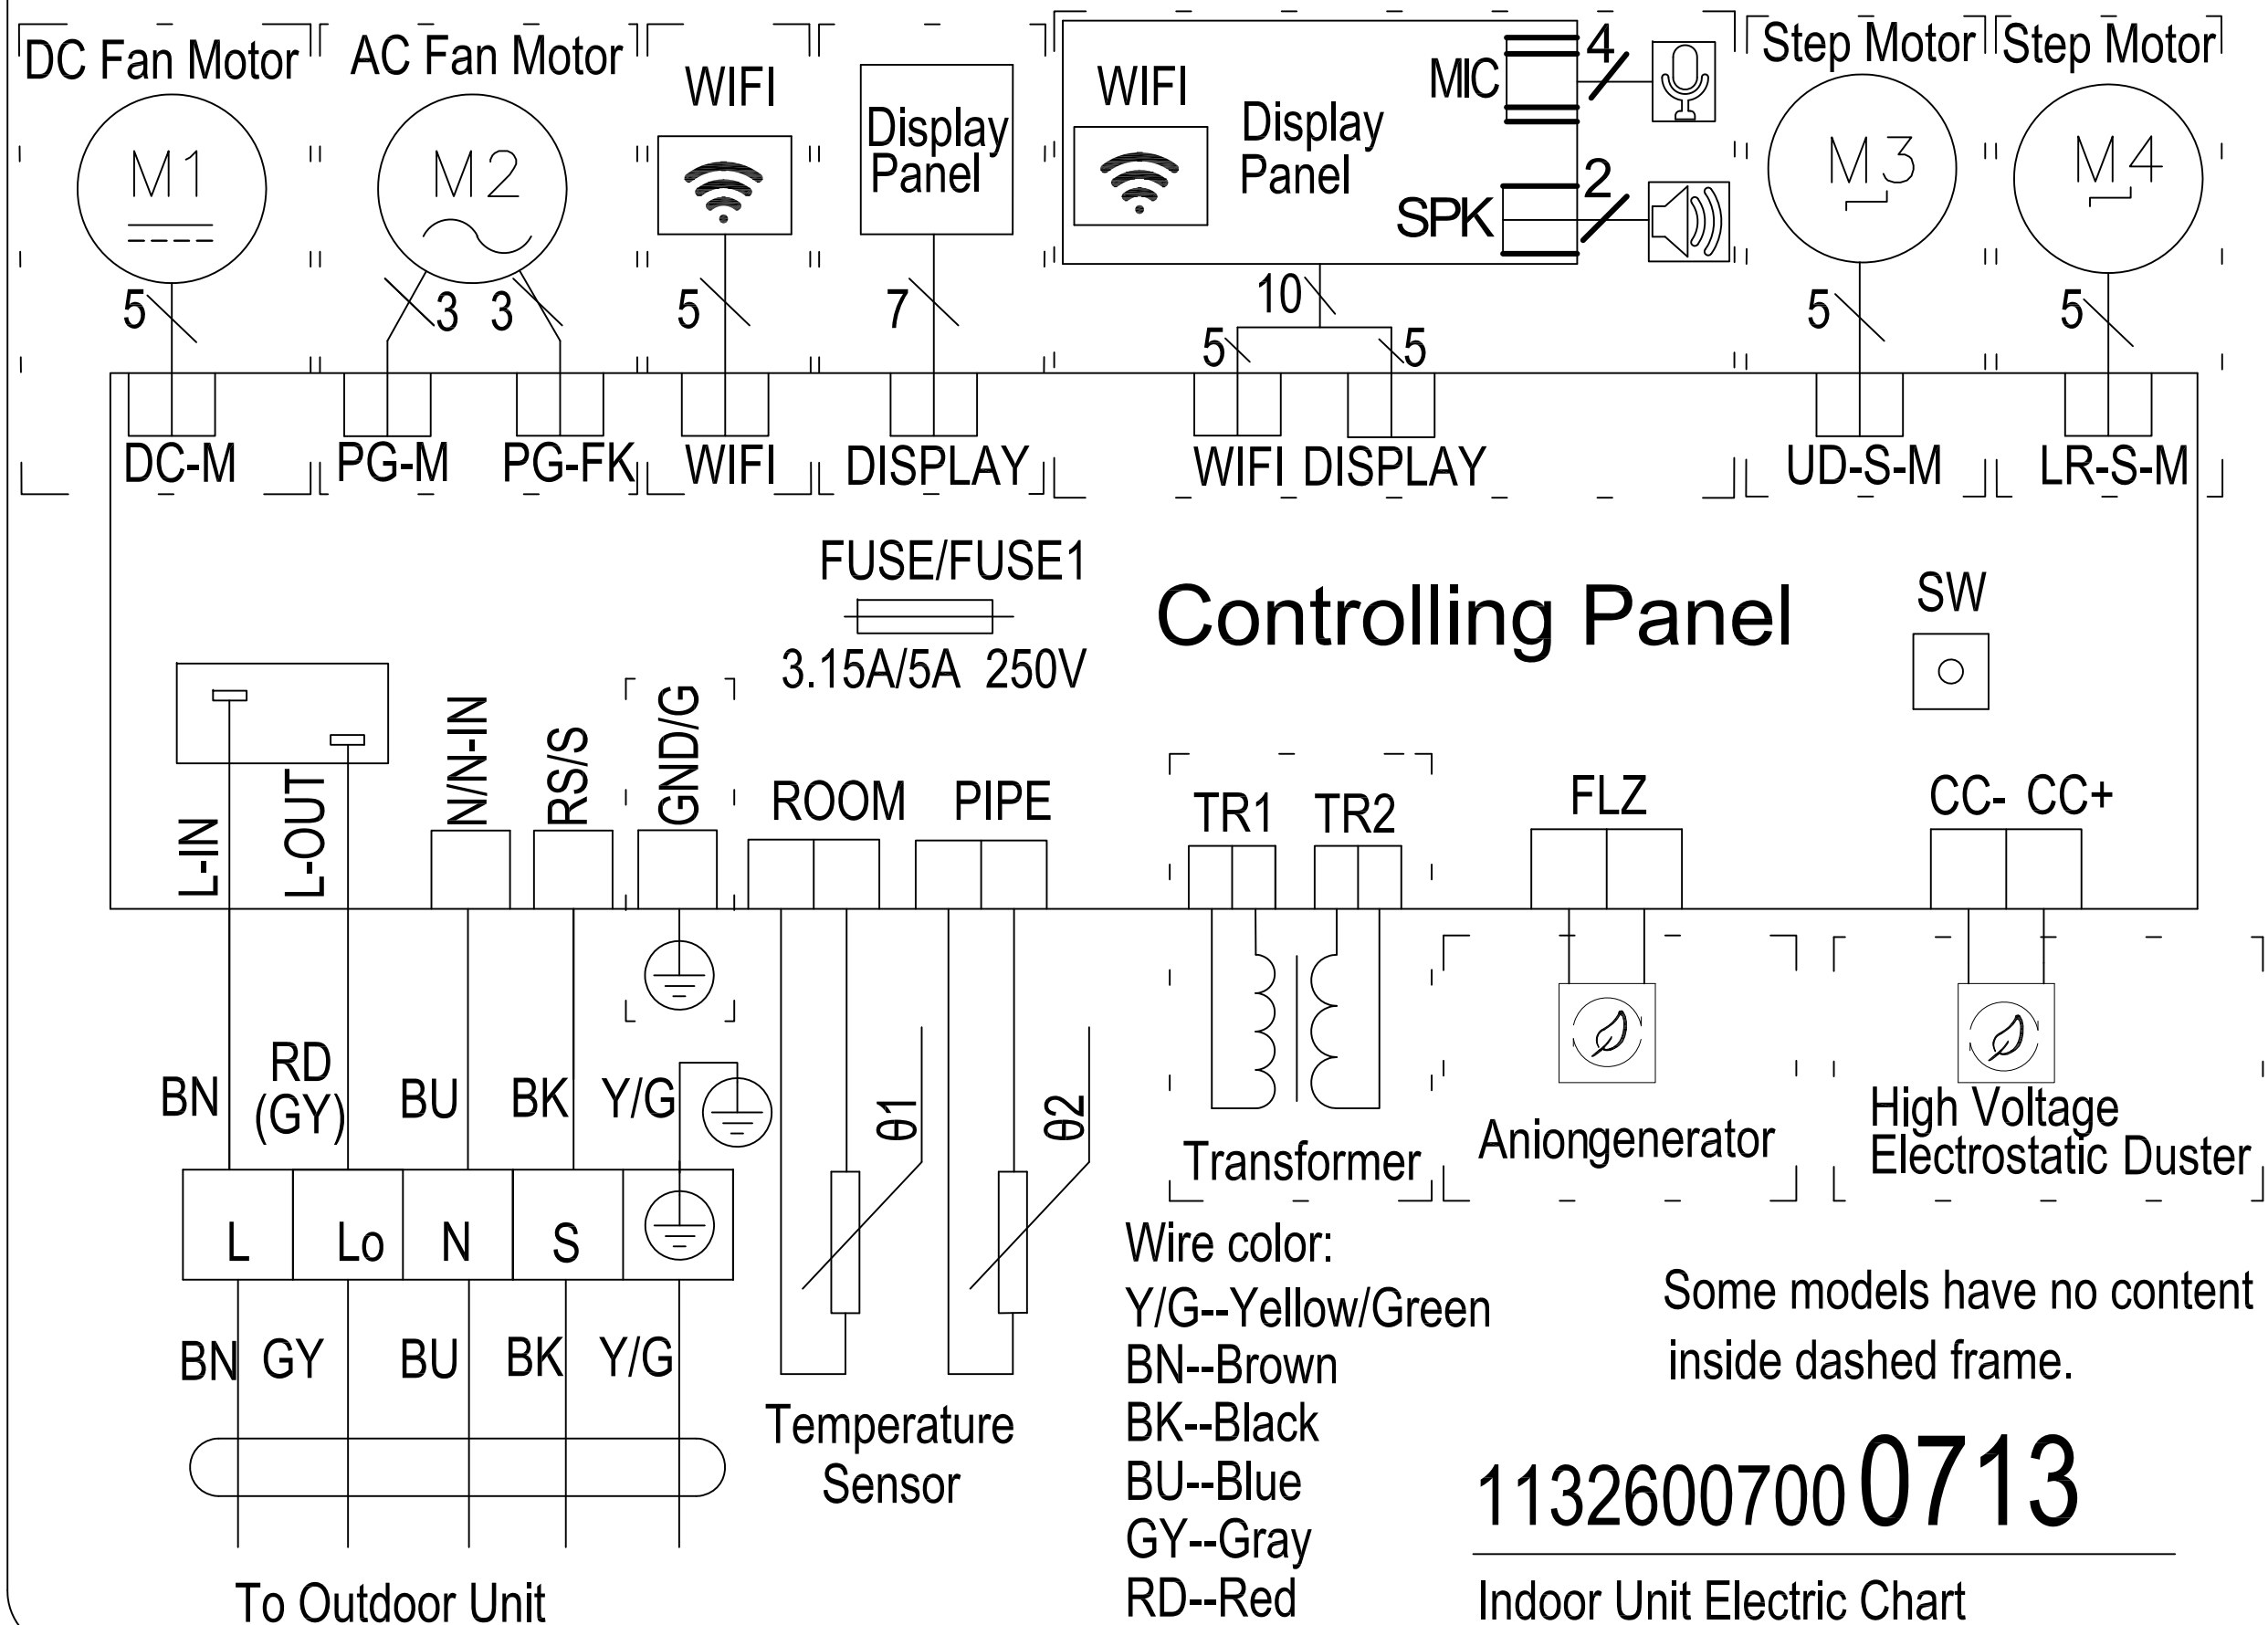 DC Fan Motor
AC Fan Motor
WIFI
Display
Panel
WIFI
Display
Panel
MIC
4
SPK
2
Step Motor
Step Motor
M1
M2
M3
M4
5
3
3
5
7
10
5
5
5
5
DC-M
PG-M
PG-FK
WIFI
DISPLAY
WIFI
DISPLAY
UD-S-M
LR-S-M
FUSE/FUSE1
3.15A/5A 250V
Controlling Panel
SW
L-IN
L-OUT
N/N-IN
RS/S
GND/G
ROOM
PIPE
TR1
TR2
FLZ
CC- CC+
BN
RD
(GY)
BU
BK
Y/G
θ1
θ2
Transformer
Aniongenerator
High Voltage
Electrostatic Duster
L
Lo
N
S
BN
GY
BU
BK
Y/G
Temperature
Sensor
To Outdoor Unit
Wire color:
Y/G--Yellow/Green
BN--Brown
BK--Black
BU--Blue
GY--Gray
RD--Red
Some models have no content
inside dashed frame.
1132600700 0713
Indoor Unit Electric Chart